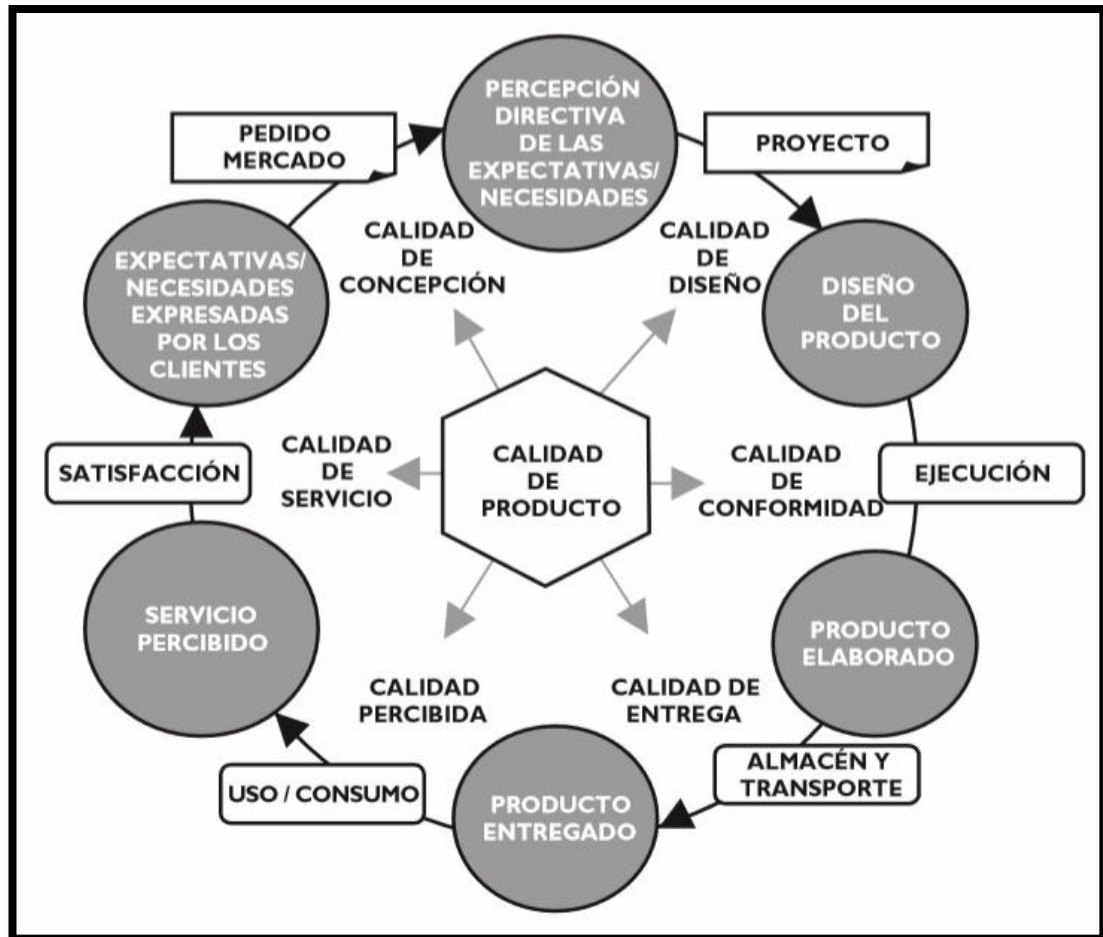 PERCEPCIÓN
DIRECTIVA
DE LAS
EXPECTATIVAS/
NECESIDADES
PEDIDO
MERCADO
PROYECTO
CALIDAD
DE
CONCEPCIÓN
CALIDAD
DE
DISEÑO
EXPECTATIVAS/
NECESIDADES
EXPRESADAS
POR LOS
CLIENTES
DISEÑO
DEL
PRODUCTO
SATISFACCIÓN
CALIDAD
DE
SERVICIO
CALIDAD
DE
PRODUCTO
CALIDAD
DE
CONFORMIDAD
EJECUCIÓN
SERVICIO
PERCIBIDO
PRODUCTO
ELABORADO
CALIDAD
PERCIBIDA
CALIDAD DE
ENTREGA
USO / CONSUMO
PRODUCTO
ENTREGADO
ALMACÉN Y
TRANSPORTE